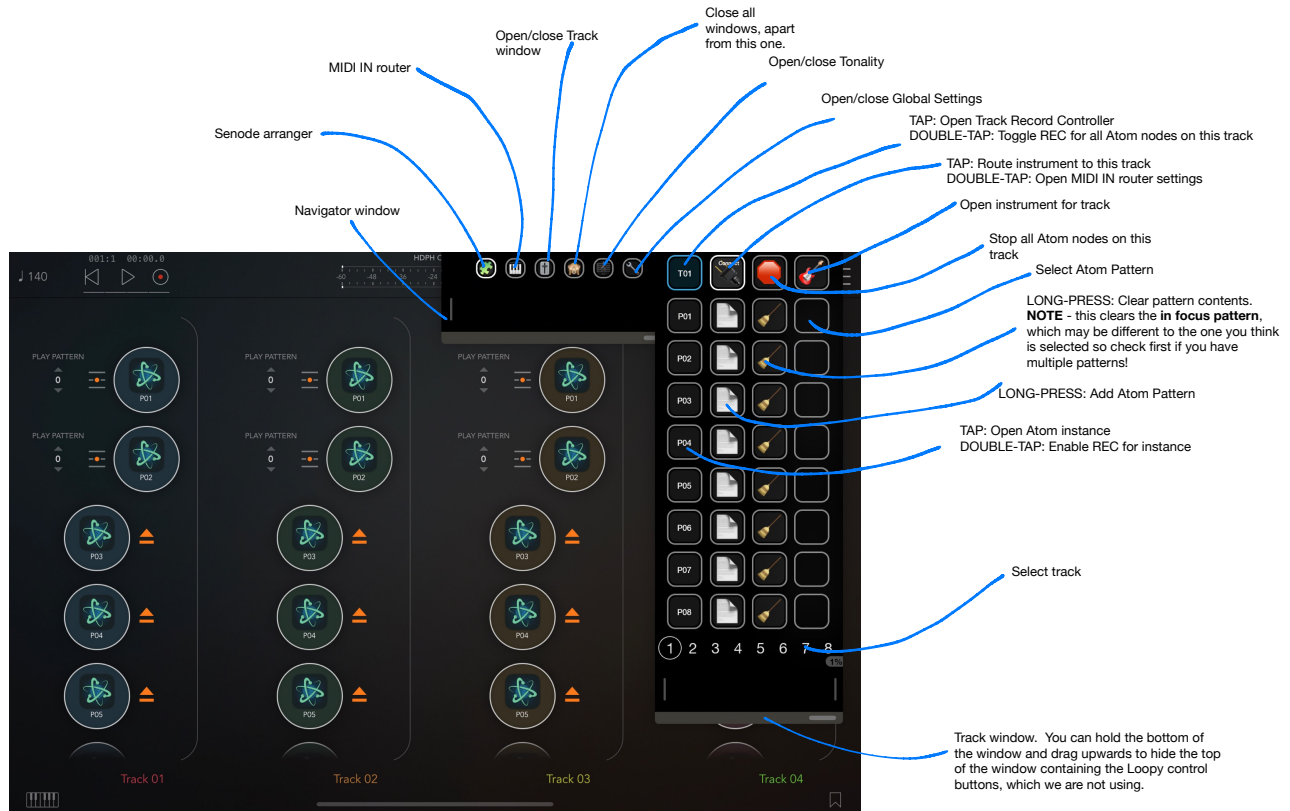 Close all
windows, apart
from this one.
Open/close Track
window
Open/close Tonality
MIDI IN router
Open/close Global Settings
TAP: Open Track Record Controller
DOUBLE-TAP: Toggle REC for all Atom nodes on this track
Senode arranger
TAP: Route instrument to this track
DOUBLE-TAP: Open MIDI IN router settings
Navigator window
Open instrument for track
Stop all Atom nodes on this
track
Select Atom Pattern
LONG-PRESS: Clear pattern contents.
NOTE - this clears the in focus pattern,
which may be different to the one you think
is selected so check first if you have
multiple patterns!
LONG-PRESS: Add Atom Pattern
TAP: Open Atom instance
DOUBLE-TAP: Enable REC for instance
Select track
Track window. You can hold the bottom of
the window and drag upwards to hide the top
of the window containing the Loopy control
buttons, which we are not using.
001:1 00:00.0
♩ 140
HDPH
-60 -48 -36 -24
T01 Connect
P01
P02
P03
P04
P05
P06
P07
P08
1 2 3 4 5 6 7 8
1%
PLAY PATTERN PLAY PATTERN PLAY PATTERN
0 0 0
P01 P01 P01
PLAY PATTERN PLAY PATTERN PLAY PATTERN
0 0 0
P02 P02 P02
P03 P03 P03
P04 P04 P04
P05 P05 P05
Track 01 Track 02 Track 03 Track 04